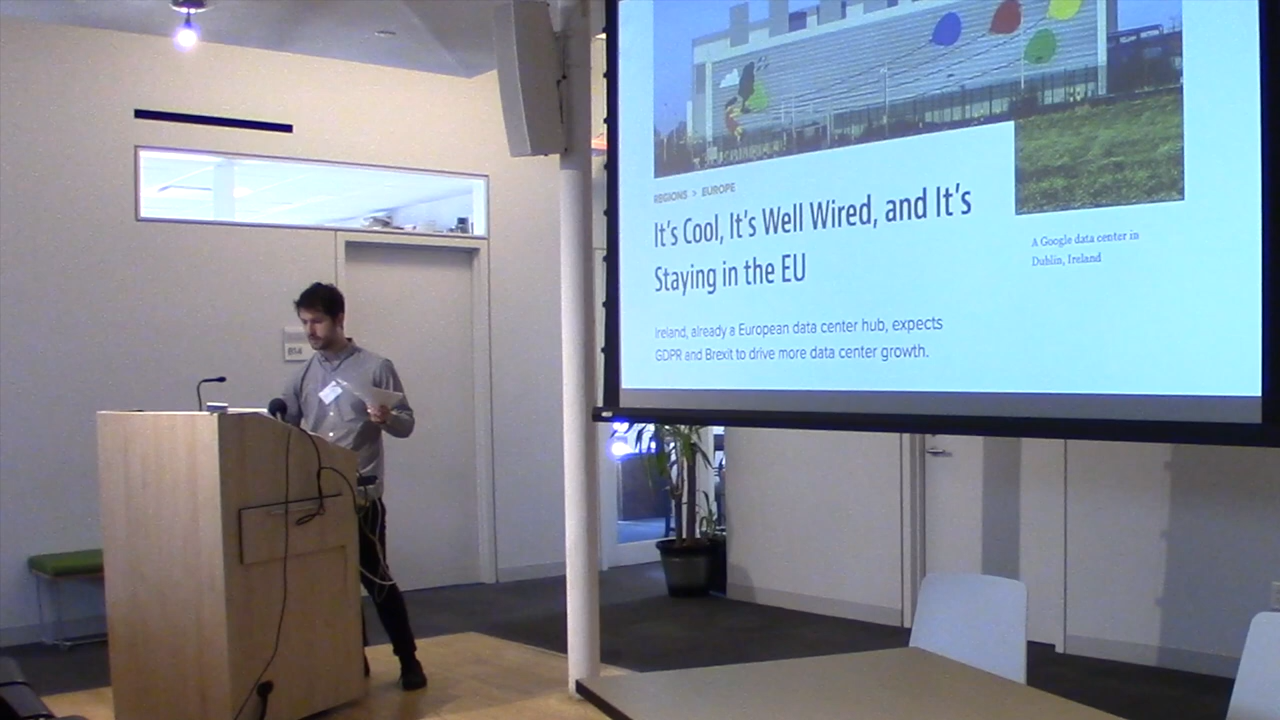 REGIONS > EUROPE
It's Cool, It's Well Wired, and It's
Staying in the EU
Ireland, already a European data center hub, expects
GDPR and Brexit to drive more data center growth.
A Google data center in
Dublin, Ireland